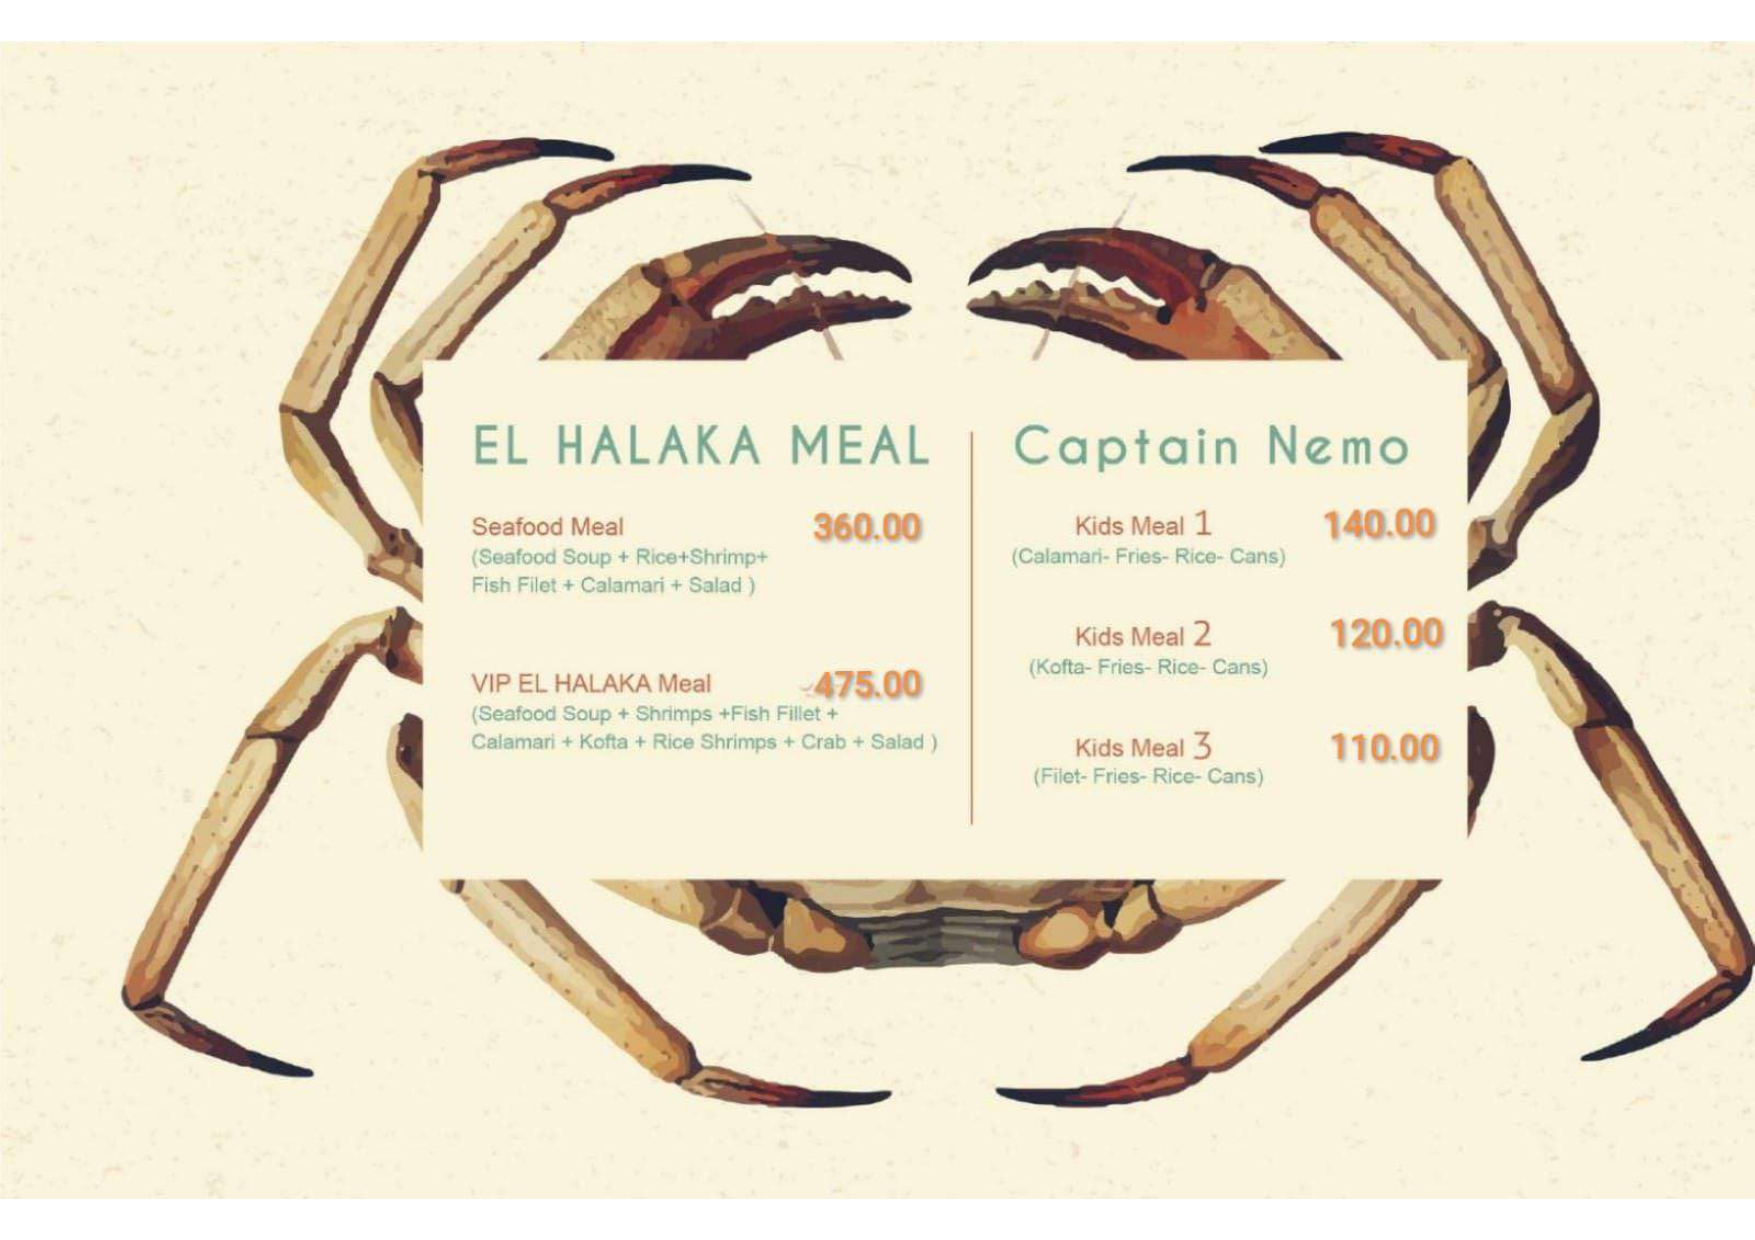 EL HALAKA MEAL
Seafood Meal 360.00
(Seafood Soup + Rice+Shrimp+
Fish Filet + Calamari + Salad )
VIP EL HALAKA Meal 475.00
(Seafood Soup + Shrimps +Fish Fillet +
Calamari + Kofta + Rice Shrimps + Crab + Salad )
Captain Nemo
Kids Meal 1 140.00
(Calamari- Fries- Rice- Cans)
Kids Meal 2 120.00
(Kofta- Fries- Rice- Cans)
Kids Meal 3 110.00
(Filet- Fries- Rice- Cans)